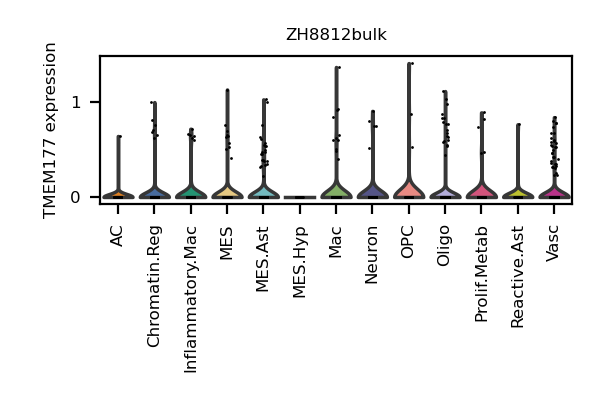 ZH8812bulk
TMEM177 expression
1
0
AC
Chromatin.Reg
Inflammatory.Mac
MES
MES.Ast
MES.Hyp
Mac
Neuron
OPC
Oligo
Prolif.Metab
Reactive.Ast
Vasc